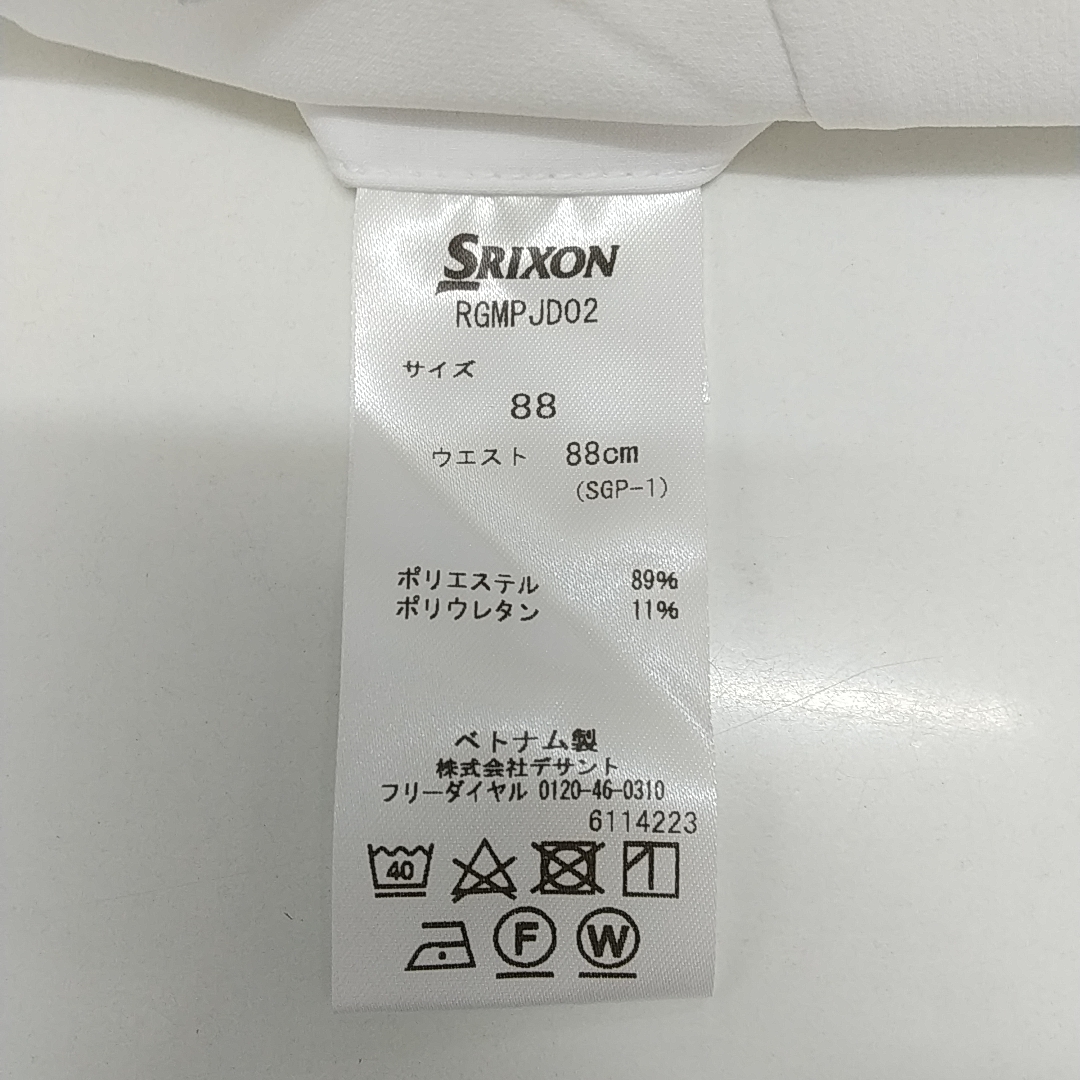 SRIXON
RGMPJD02
サイズ
88
ウエスト 88cm
(SGP-1)
ポリエステル 89%
ポリウレタン 11%
ベトナム製
株式会社デサント
フリーダイヤル 0120-46-0310
6114223
40
F W